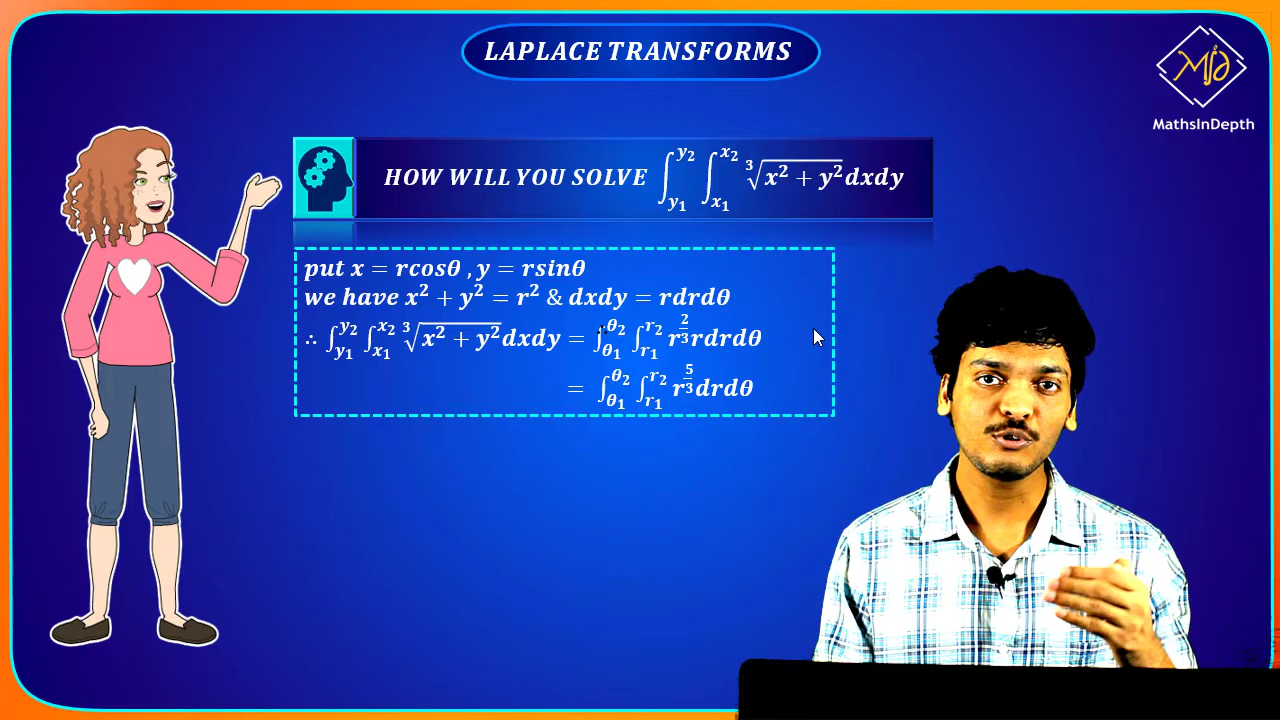 LAPLACE TRANSFORMS
MJD
MathsInDepth
HOW WILL YOU SOLVE ∫_{y₁}^{y₂} ∫_{x₁}^{x₂} ∛(x² + y²) dxdy
put x = rcosθ , y = rsinθ
we have x² + y² = r² & dxdy = rdrdθ
∴ ∫_{y₁}^{y₂} ∫_{x₁}^{x₂} ∛(x² + y²) dxdy = ∫_{θ₁}^{θ₂} ∫_{r₁}^{r₂} r^{2/3} rdrdθ
= ∫_{θ₁}^{θ₂} ∫_{r₁}^{r₂} r^{5/3} drdθ